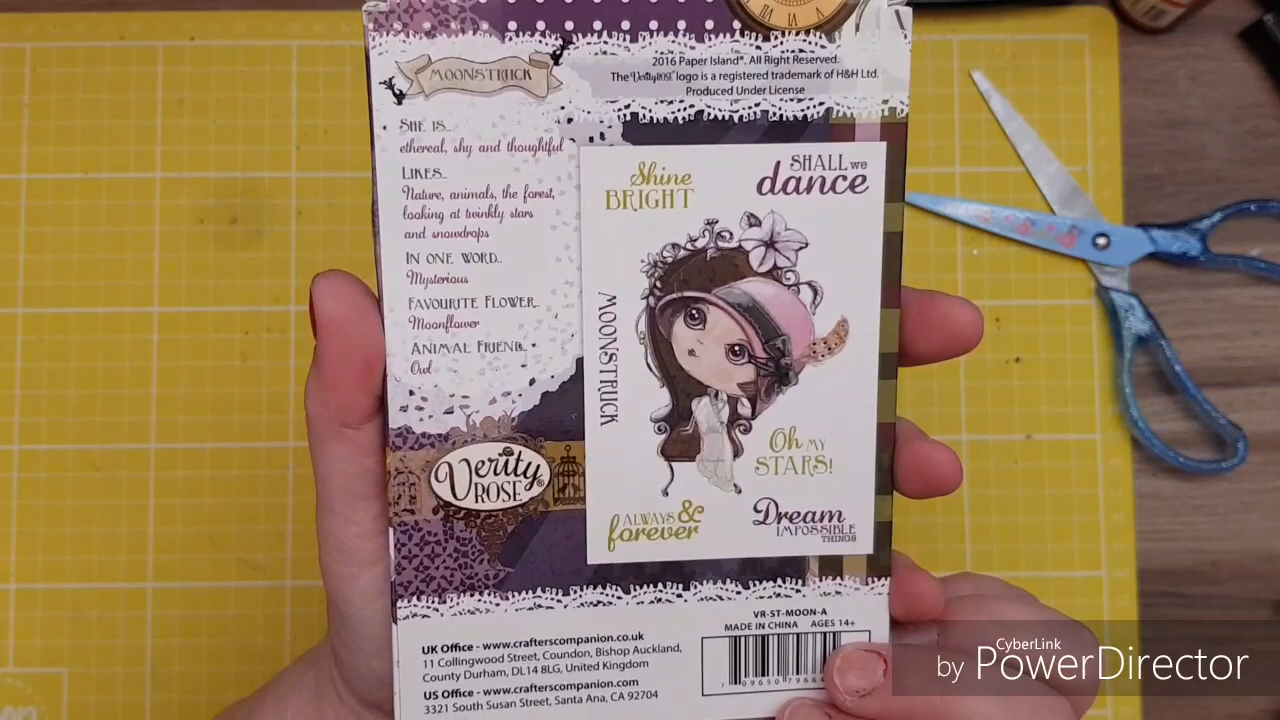 MOONSTRUCK
2016 Paper Island®. All Right Reserved.
The VERITY ROSE® logo is a registered trademark of H&H Ltd.
Produced Under License
SHE IS..
ethereal, shy and thoughtful
LIKES..
Nature, animals, the forest,
looking at twinkly stars
and snowdrops
IN ONE WORD..
Mysterious
FAVOURITE FLOWER..
Moonflower
ANIMAL FRIEND..
Owl
Verity
ROSE®
Shine
BRIGHT
SHALL WE
dance
MOONSTRUCK
Oh MY
STARS!
ALWAYS &
forever
Dream
IMPOSSIBLE
THINGS
UK Office - www.crafterscompanion.co.uk
11 Collingwood Street, Coundon, Bishop Auckland,
County Durham, DL14 8LG, United Kingdom
US Office - www.crafterscompanion.com
3321 South Susan Street, Santa Ana, CA 92704
VR-ST-MOON-A
MADE IN CHINA AGES 14+
7 09650 7966
CyberLink
by PowerDirector